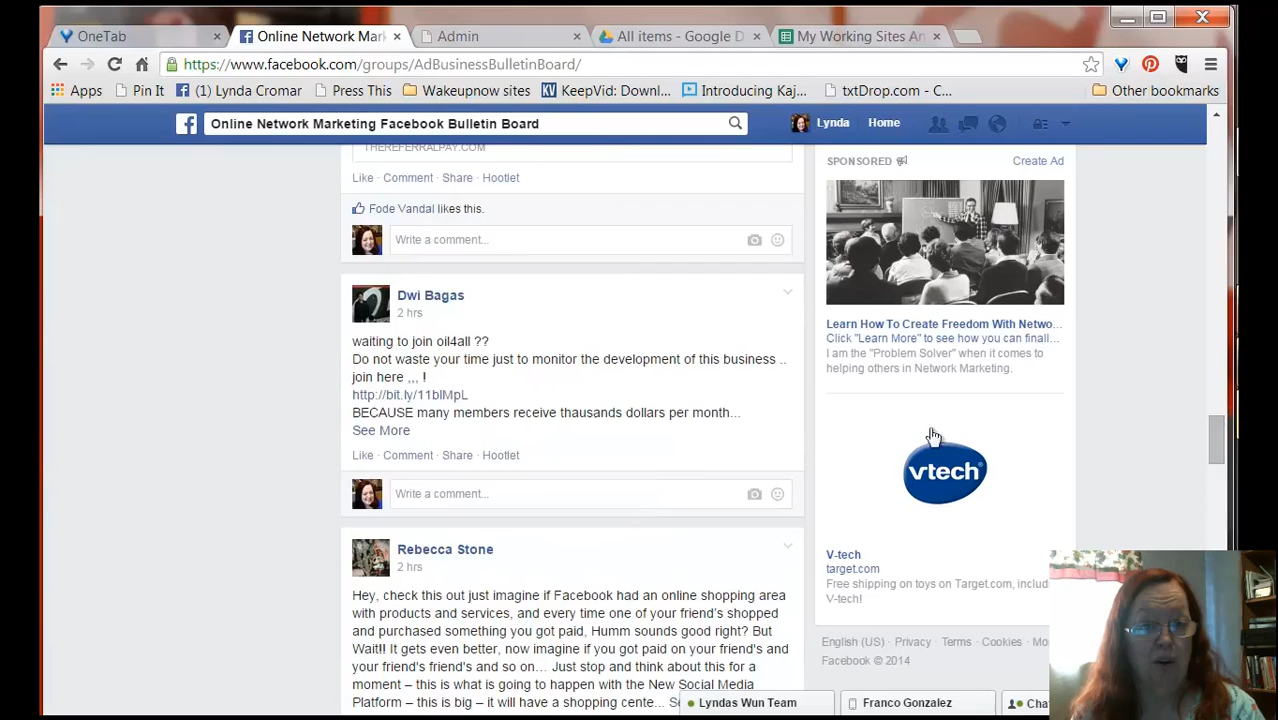 OneTab
Online Network Mar
Admin
All items - Google D
My Working Sites An
https://www.facebook.com/groups/AdBusinessBulletinBoard/
Apps
Pin It
(1) Lynda Cromar
Press This
Wakeupnow sites
KV
KeepVid: Downl...
Introducing Kaj...
txtDrop.com - C...
Other bookmarks
Online Network Marketing Facebook Bulletin Board
Lynda
Home
THEREFERRALPAY.COM
Like · Comment · Share · Hootlet
Fode Vandal likes this.
Write a comment...
Dwi Bagas
2 hrs
waiting to join oil4all ??
Do not waste your time just to monitor the development of this business ..
join here ,,, !
http://bit.ly/11blMpL
BECAUSE many members receive thausands dollars per month...
See More
Like · Comment · Share · Hootlet
Write a comment...
Rebecca Stone
2 hrs
Hey, check this out just imagine if Facebook had an online shopping area
with products and services, and every time one of your friend's shopped
and purchased something you got paid, Humm sounds good right? But
Wait!! It gets even better, now imagine if you got paid on your friend's and
your friend's friend's and so on... Just stop and think about this for a
moment – this is what is going to happen with the New Social Media
Platform – this is big – it will have a shopping cente...
SPONSORED
Create Ad
Learn How To Create Freedom With Netwo...
Click "Learn More" to see how you can finall...
I am the "Problem Solver" when it comes to
helping others in Network Marketing.
vtech
V-tech
target.com
Free shipping on toys on Target.com, includ
V-tech!
English (US) · Privacy · Terms · Cookies · Mo
Facebook © 2014
Lyndas Wun Team
Franco Gonzalez
Cha